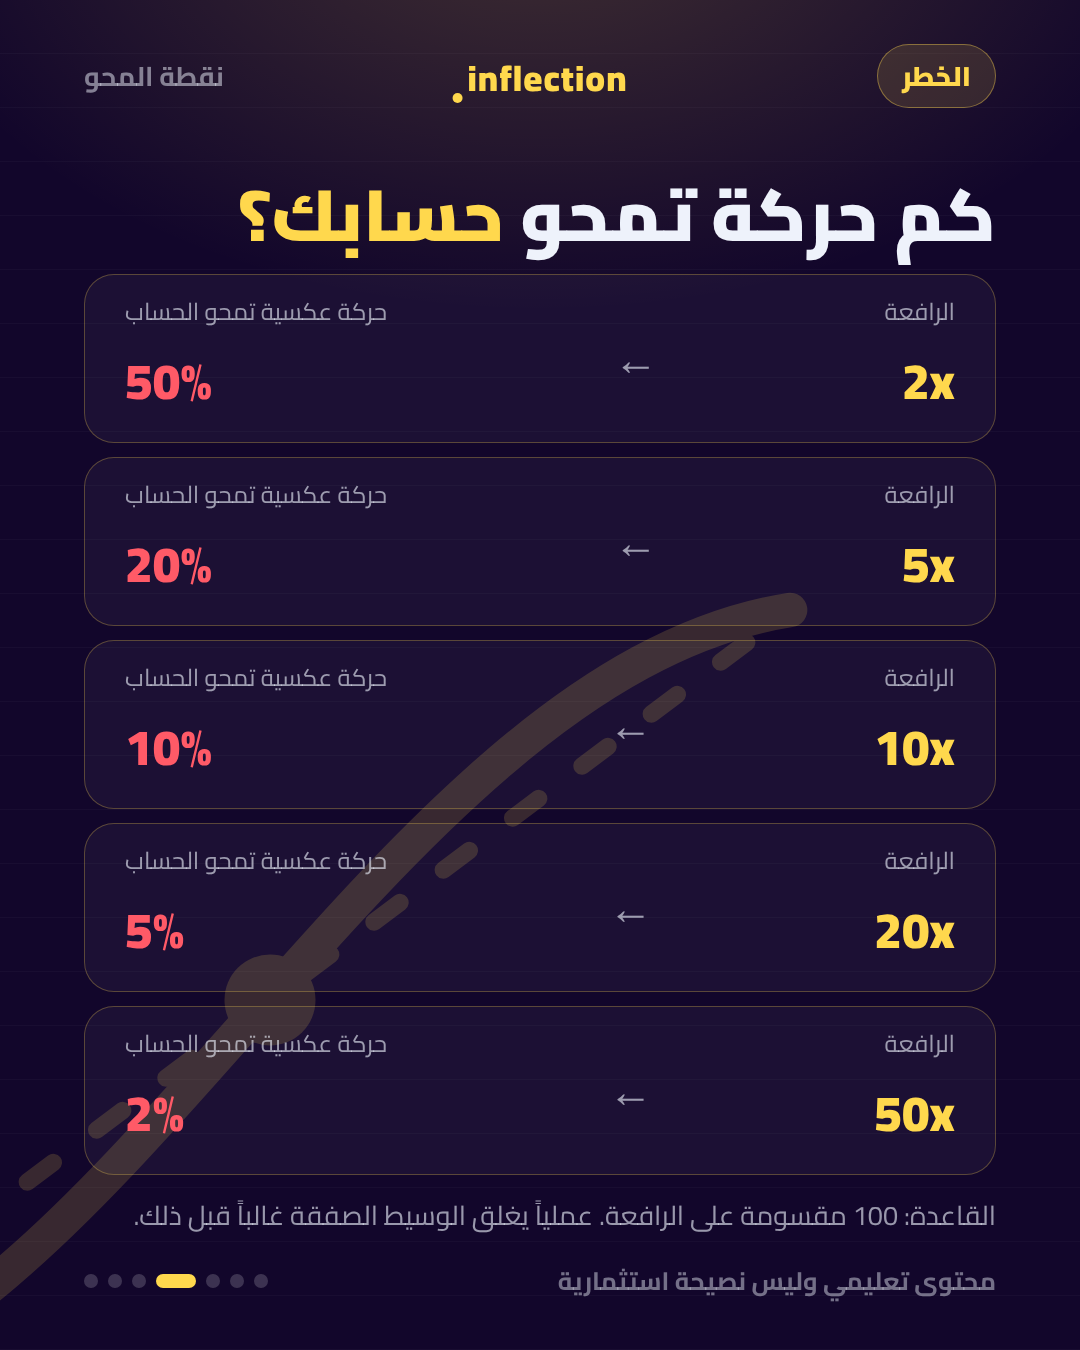 الخطر
inflection.
نقطة المحو
كم حركة تمحو حسابك؟
الرافعة
حركة عكسية تمحو الحساب
2x ← 50%
الرافعة
حركة عكسية تمحو الحساب
5x ← 20%
الرافعة
حركة عكسية تمحو الحساب
10x ← 10%
الرافعة
حركة عكسية تمحو الحساب
20x ← 5%
الرافعة
حركة عكسية تمحو الحساب
50x ← 2%
القاعدة: 100 مقسومة على الرافعة. عملياً يغلق الوسيط الصفقة غالباً قبل ذلك.
محتوى تعليمي وليس نصيحة استثمارية